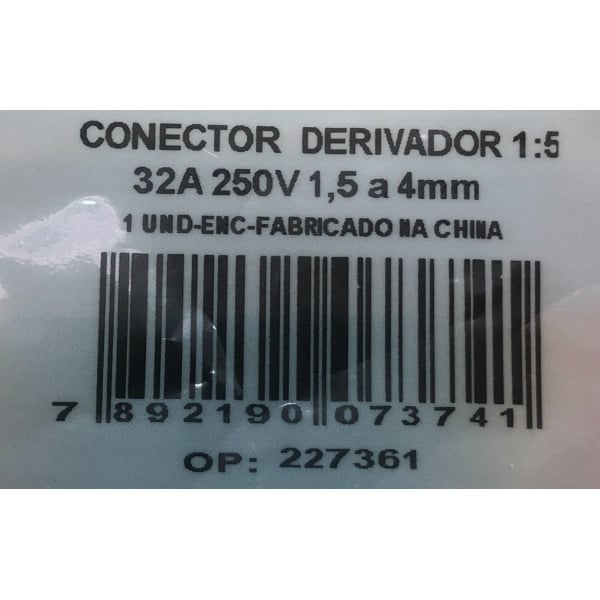 CONECTOR DERIVADOR 1:5
32A 250V 1,5 a 4mm
1 UND-ENC-FABRICADO NA CHINA
7 892190 073741
OP: 227361